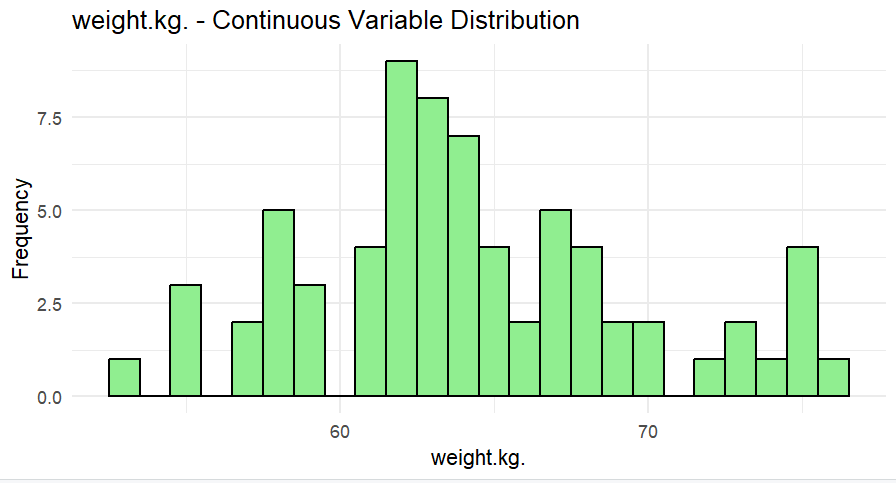 weight.kg. - Continuous Variable Distribution
Frequency
7.5
5.0
2.5
0.0
60 70
weight.kg.